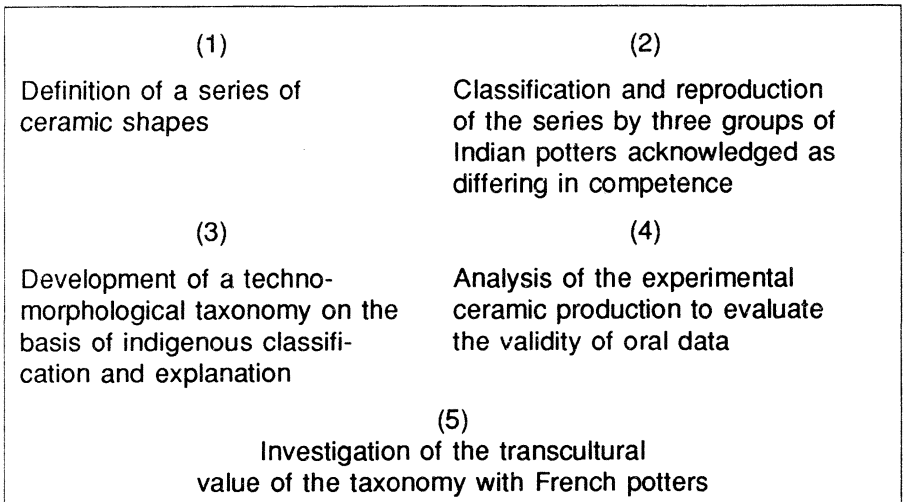 (1)
Definition of a series of
ceramic shapes
(2)
Classification and reproduction
of the series by three groups of
Indian potters acknowledged as
differing in competence
(3)
Development of a techno-
morphological taxonomy on the
basis of indigenous classifi-
cation and explanation
(4)
Analysis of the experimental
ceramic production to evaluate
the validity of oral data
(5)
Investigation of the transcultural
value of the taxonomy with French potters